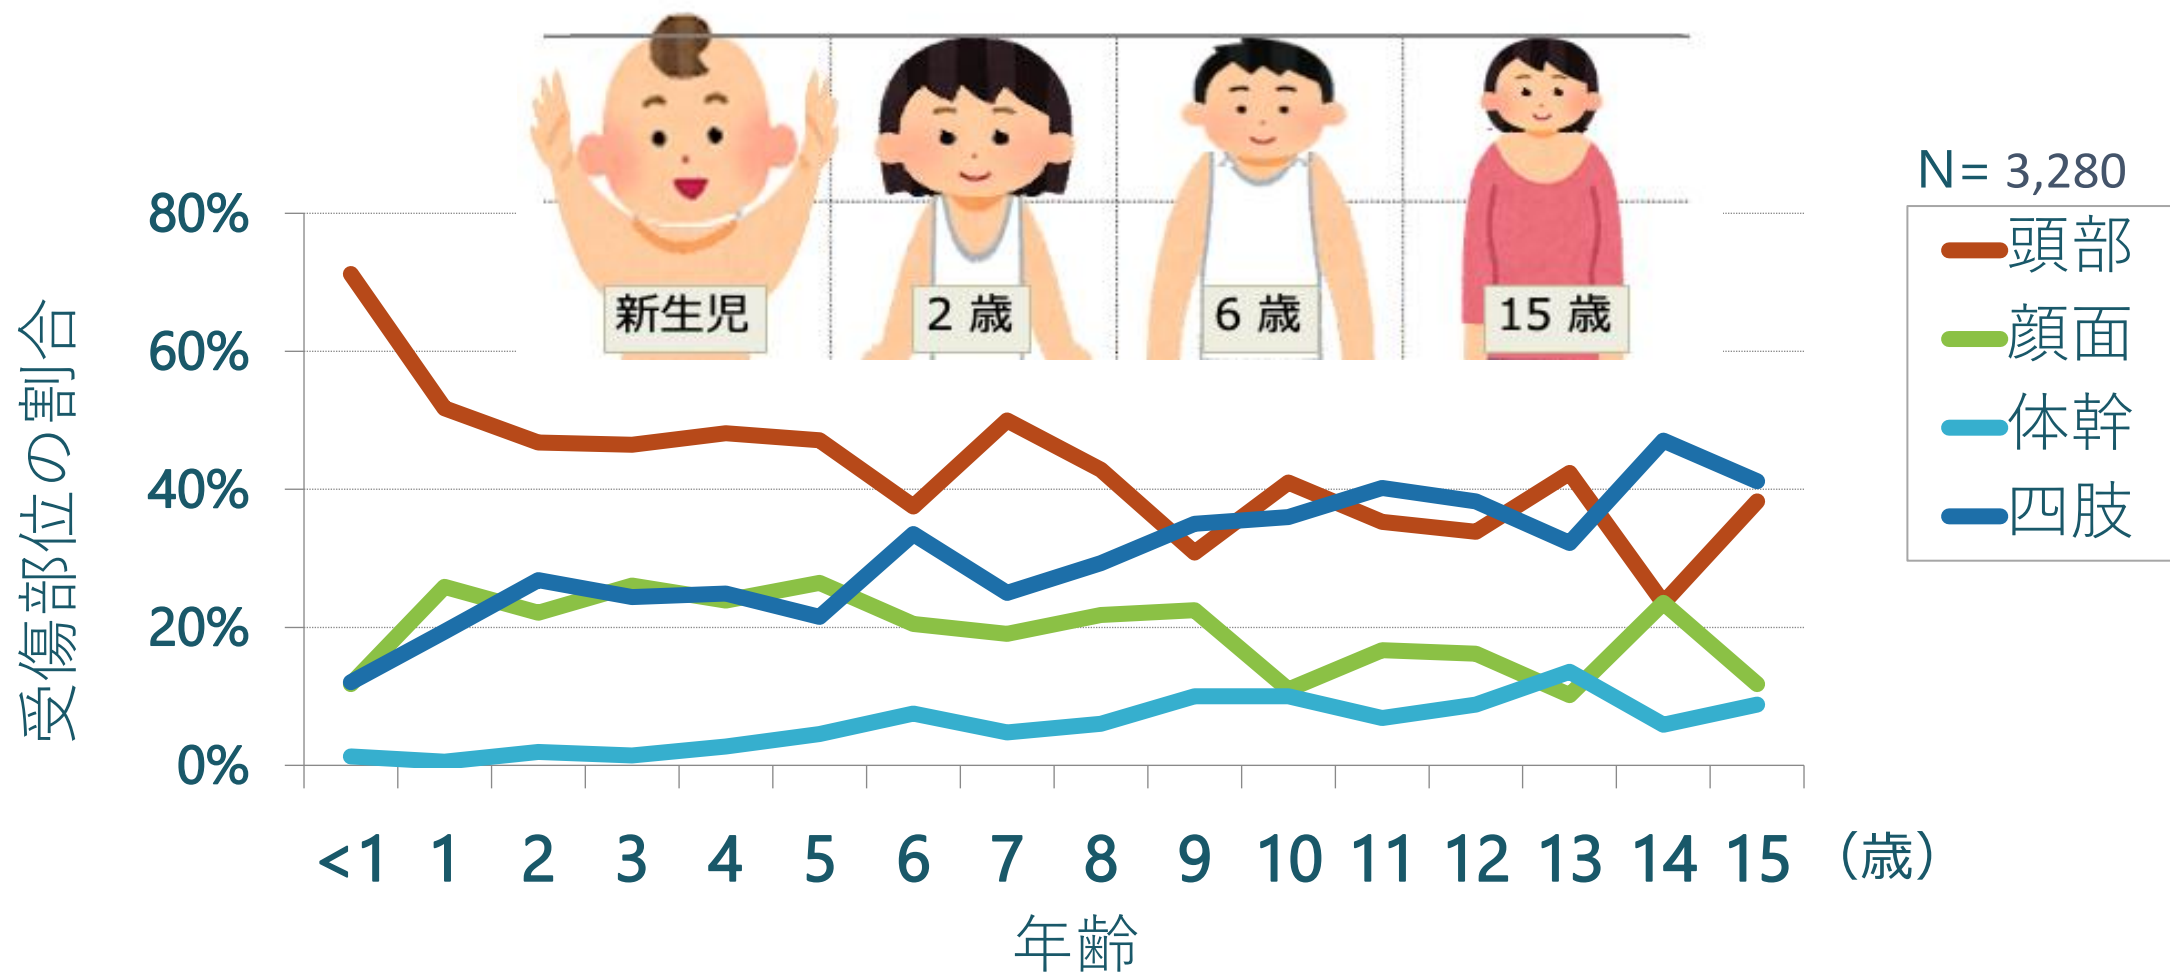 新生児
2 歳
6 歳
15 歳
N= 3,280
頭部
顔面
体幹
四肢
受傷部位の割合
80%
60%
40%
20%
0%
<1 1 2 3 4 5 6 7 8 9 10 11 12 13 14 15 (歳)
年齢